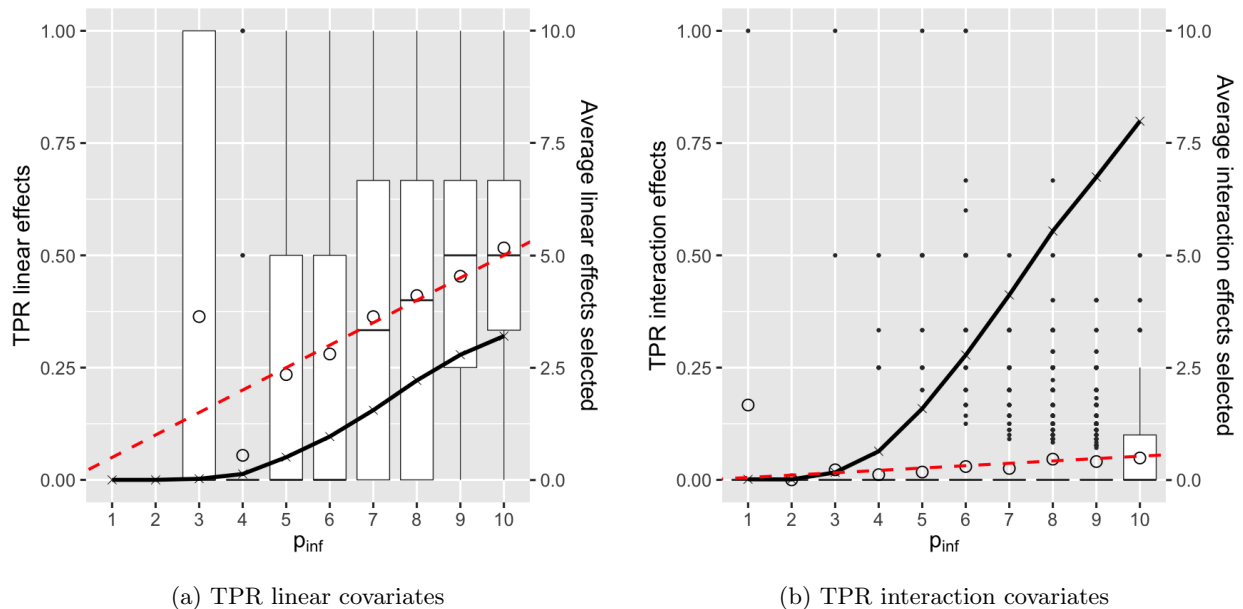 TPR linear effects
1.00
0.75
0.50
0.25
0.00
10.0
7.5
5.0
2.5
0.0
Average linear effects selected
1 2 3 4 5 6 7 8 9 10
p_inf
(a) TPR linear covariates
TPR interaction effects
1.00
0.75
0.50
0.25
0.00
10.0
7.5
5.0
2.5
0.0
Average interaction effects selected
1 2 3 4 5 6 7 8 9 10
p_inf
(b) TPR interaction covariates